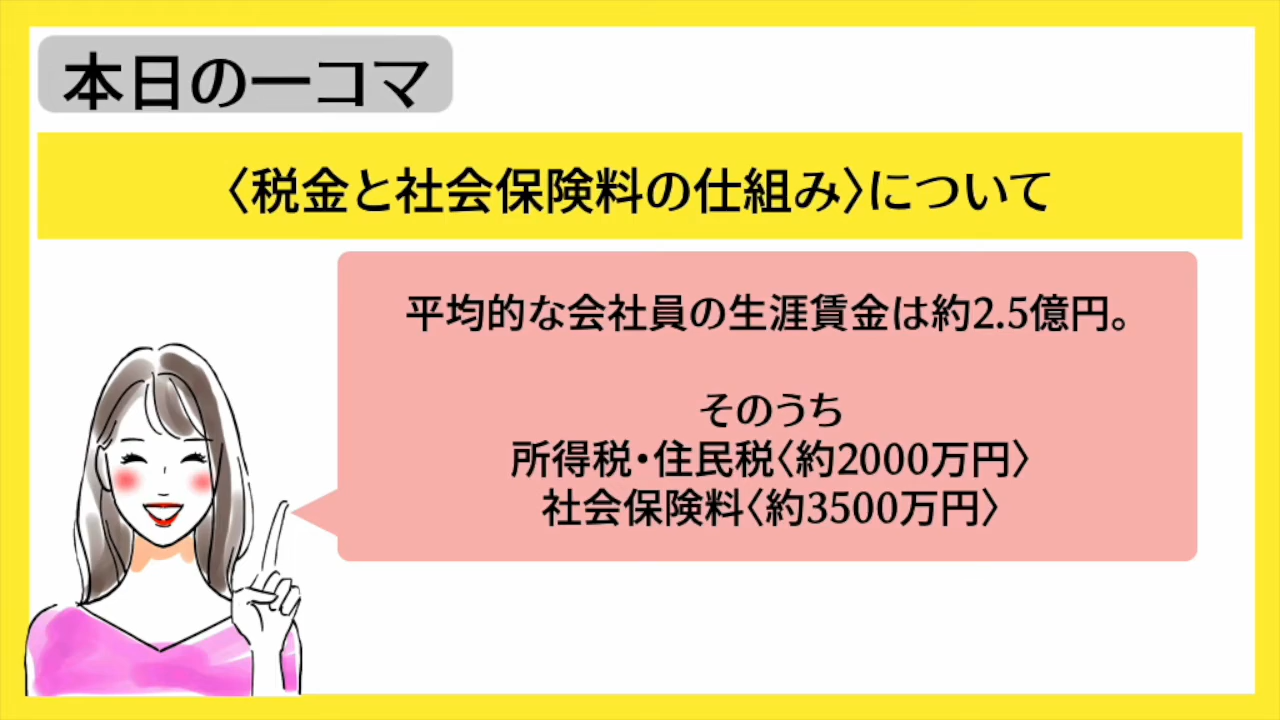 本日の一コマ
〈税金と社会保険料の仕組み〉について
平均的な会社員の生涯賃金は約2.5億円。
そのうち
所得税・住民税〈約2000万円〉
社会保険料〈約3500万円〉